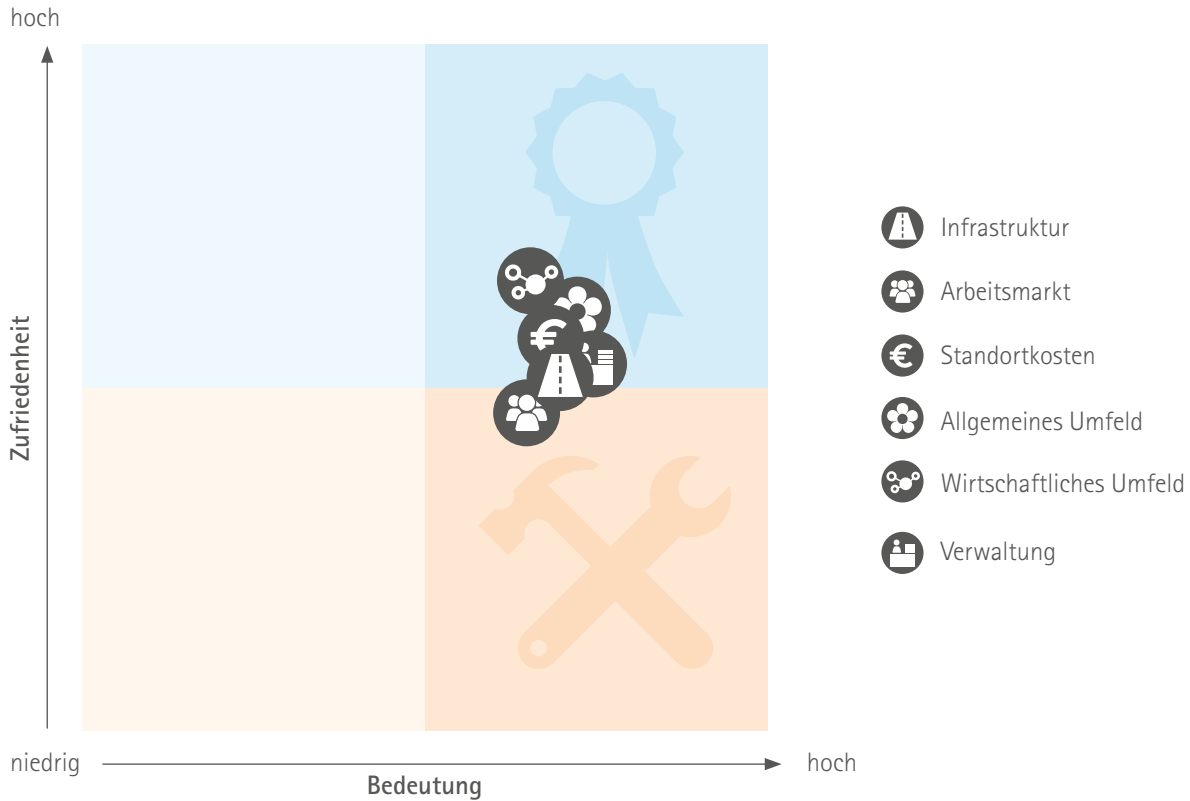 hoch
Zufriedenheit
Infrastruktur
Arbeitsmarkt
€
Standortkosten
€
Allgemeines Umfeld
Wirtschaftliches Umfeld
Verwaltung
niedrig
hoch
Bedeutung